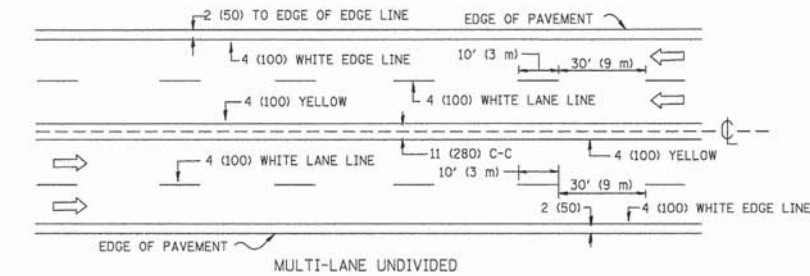 2 (50) TO EDGE OF EDGE LINE
EDGE OF PAVEMENT
4 (100) WHITE EDGE LINE
10' (3 m)
30' (9 m)
4 (100) YELLOW
4 (100) WHITE LANE LINE
℄
4 (100) WHITE LANE LINE
11 (280) C-C
4 (100) YELLOW
10' (3 m)
30' (9 m)
2 (50)
4 (100) WHITE EDGE LINE
EDGE OF PAVEMENT
MULTI-LANE UNDIVIDED